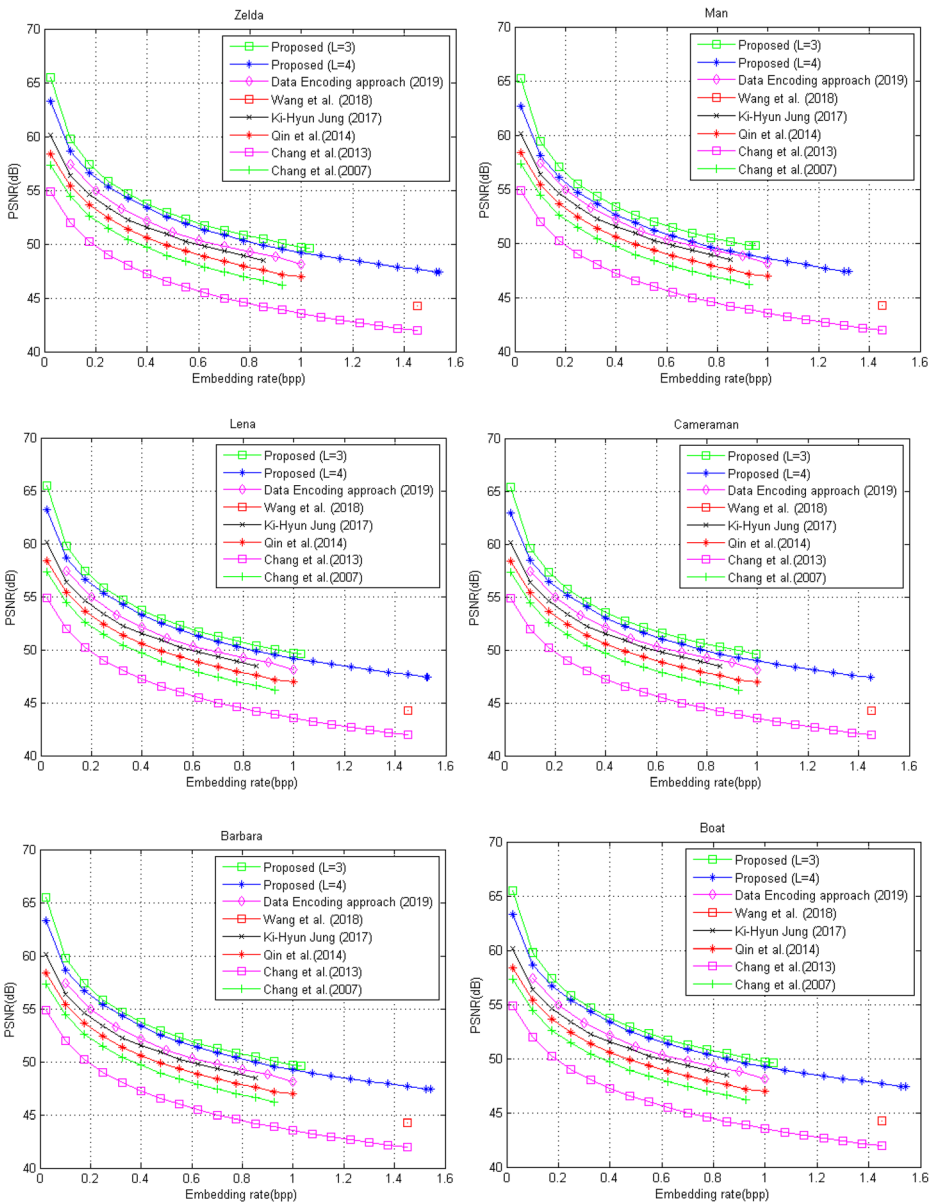 Zelda
PSNR(dB)
70
65
60
55
50
45
40
Proposed (L=3)
Proposed (L=4)
Data Encoding approach (2019)
Wang et al. (2018)
Ki-Hyun Jung (2017)
Qin et al.(2014)
Chang et al.(2013)
Chang et al.(2007)
0 0.2 0.4 0.6 0.8 1 1.2 1.4 1.6
Embedding rate(bpp)
Man
PSNR(dB)
70
65
60
55
50
45
40
Proposed (L=3)
Proposed (L=4)
Data Encoding approach (2019)
Wang et al. (2018)
Ki-Hyun Jung (2017)
Qin et al.(2014)
Chang et al.(2013)
Chang et al.(2007)
0 0.2 0.4 0.6 0.8 1 1.2 1.4 1.6
Embedding rate(bpp)
Lena
PSNR(dB)
70
65
60
55
50
45
40
Proposed (L=3)
Proposed (L=4)
Data Encoding approach (2019)
Wang et al. (2018)
Ki-Hyun Jung (2017)
Qin et al.(2014)
Chang et al.(2013)
Chang et al.(2007)
0 0.2 0.4 0.6 0.8 1 1.2 1.4 1.6
Embedding rate(bpp)
Cameraman
PSNR(dB)
70
65
60
55
50
45
40
Proposed (L=3)
Proposed (L=4)
Data Encoding approach (2019)
Wang et al. (2018)
Ki-Hyun Jung (2017)
Qin et al.(2014)
Chang et al.(2013)
Chang et al.(2007)
0 0.2 0.4 0.6 0.8 1 1.2 1.4 1.6
Embedding rate(bpp)
Barbara
PSNR(dB)
70
65
60
55
50
45
40
Proposed (L=3)
Proposed (L=4)
Data Encoding approach (2019)
Wang et al. (2018)
Ki-Hyun Jung (2017)
Qin et al.(2014)
Chang et al.(2013)
Chang et al.(2007)
0 0.2 0.4 0.6 0.8 1 1.2 1.4 1.6
Embedding rate(bpp)
Boat
PSNR(dB)
70
65
60
55
50
45
40
Proposed (L=3)
Proposed (L=4)
Data Encoding approach (2019)
Wang et al. (2018)
Ki-Hyun Jung (2017)
Qin et al.(2014)
Chang et al.(2013)
Chang et al.(2007)
0 0.2 0.4 0.6 0.8 1 1.2 1.4 1.6
Embedding rate(bpp)